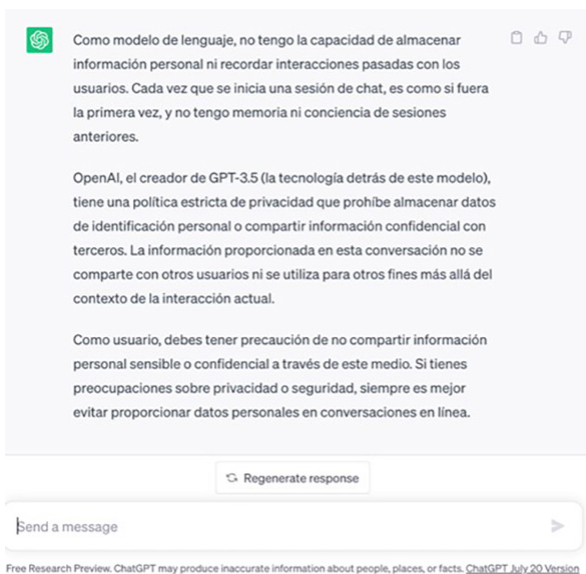 Como modelo de lenguaje, no tengo la capacidad de almacenar
información personal ni recordar interacciones pasadas con los
usuarios. Cada vez que se inicia una sesión de chat, es como si fuera
la primera vez, y no tengo memoria ni conciencia de sesiones
anteriores.
OpenAI, el creador de GPT-3.5 (la tecnología detrás de este modelo),
tiene una política estricta de privacidad que prohíbe almacenar datos
de identificación personal o compartir información confidencial con
terceros. La información proporcionada en esta conversación no se
comparte con otros usuarios ni se utiliza para otros fines más allá del
contexto de la interacción actual.
Como usuario, debes tener precaución de no compartir información
personal sensible o confidencial a través de este medio. Si tienes
preocupaciones sobre privacidad o seguridad, siempre es mejor
evitar proporcionar datos personales en conversaciones en línea.
Regenerate response
Send a message
Free Research Preview. ChatGPT may produce inaccurate information about people, places, or facts. ChatGPT July 20 Version